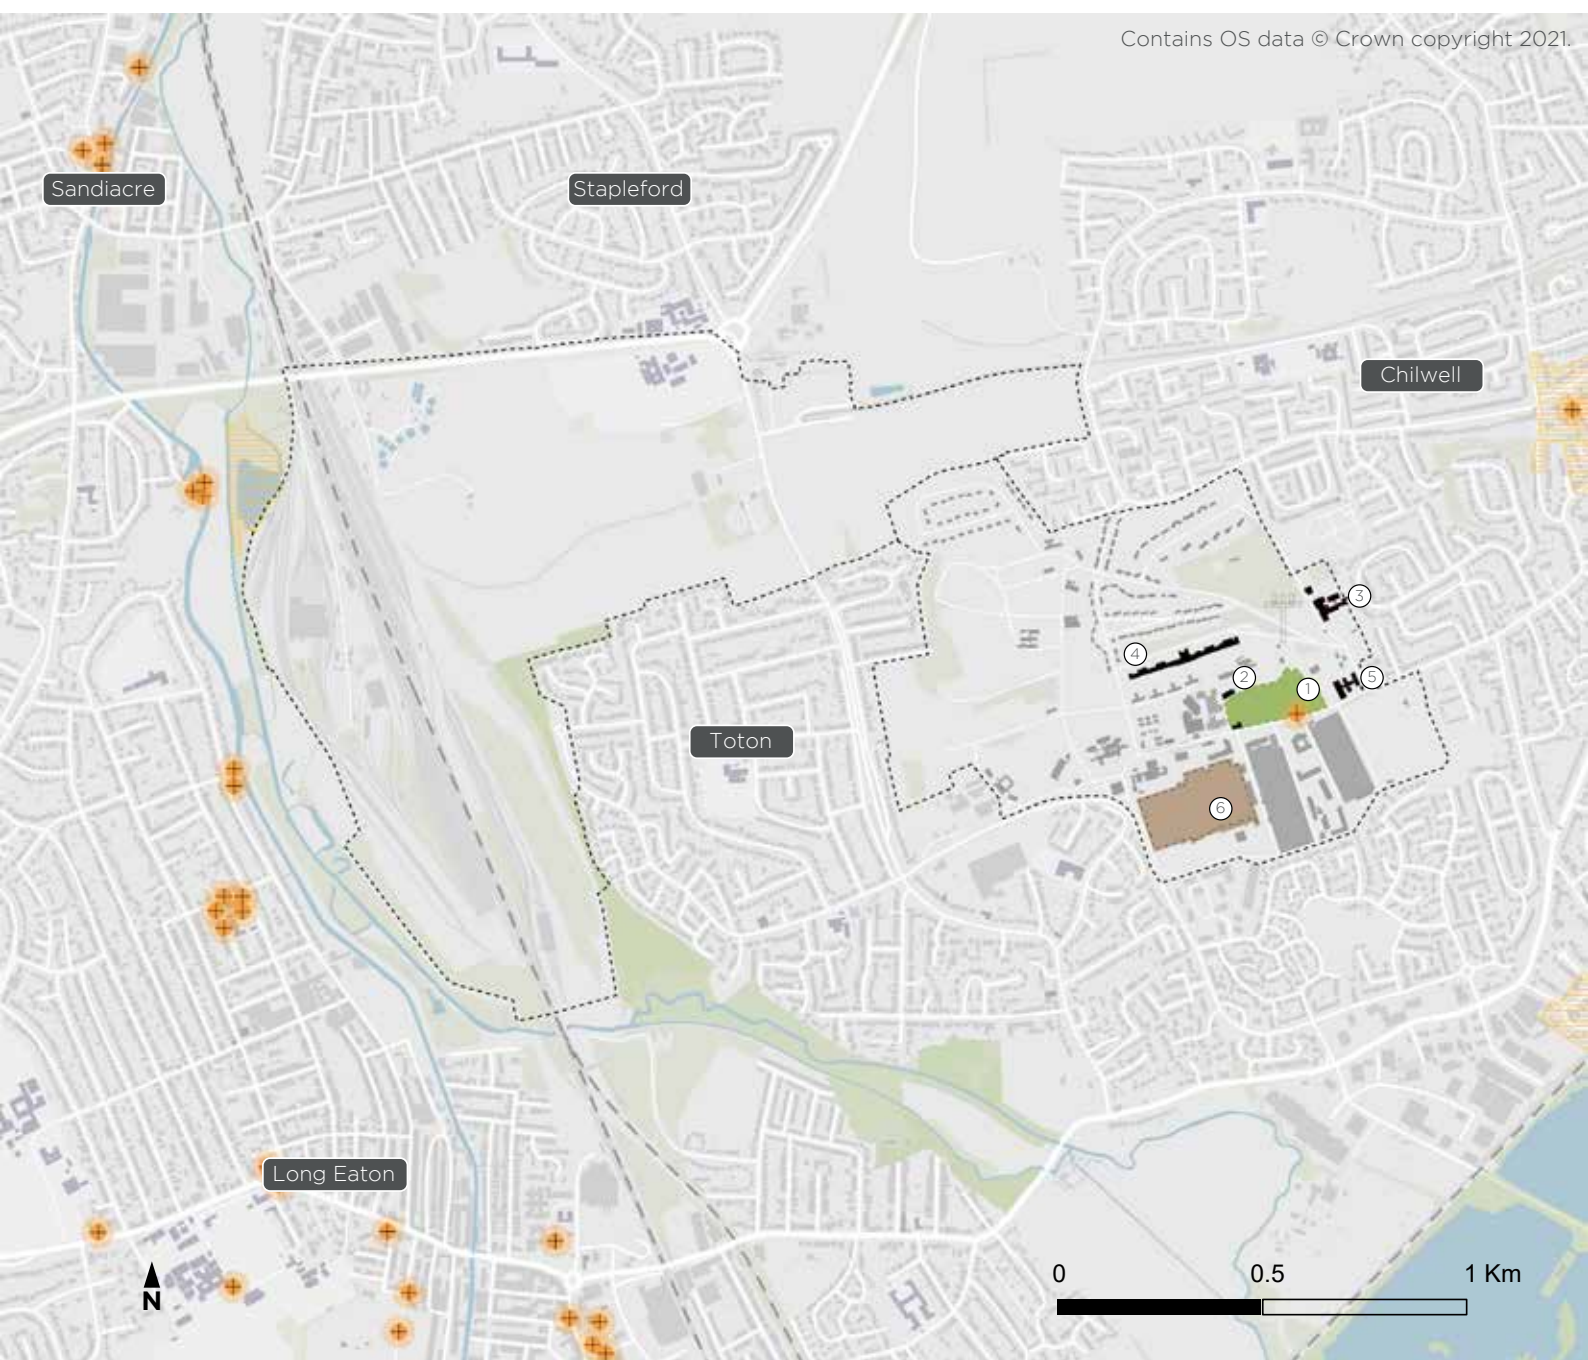 Contains OS data © Crown copyright 2021.
Sandiacre
Stapleford
Chilwell
3
4
2
5
1
Toton
6
Long Eaton
N
0 0.5 1 Km